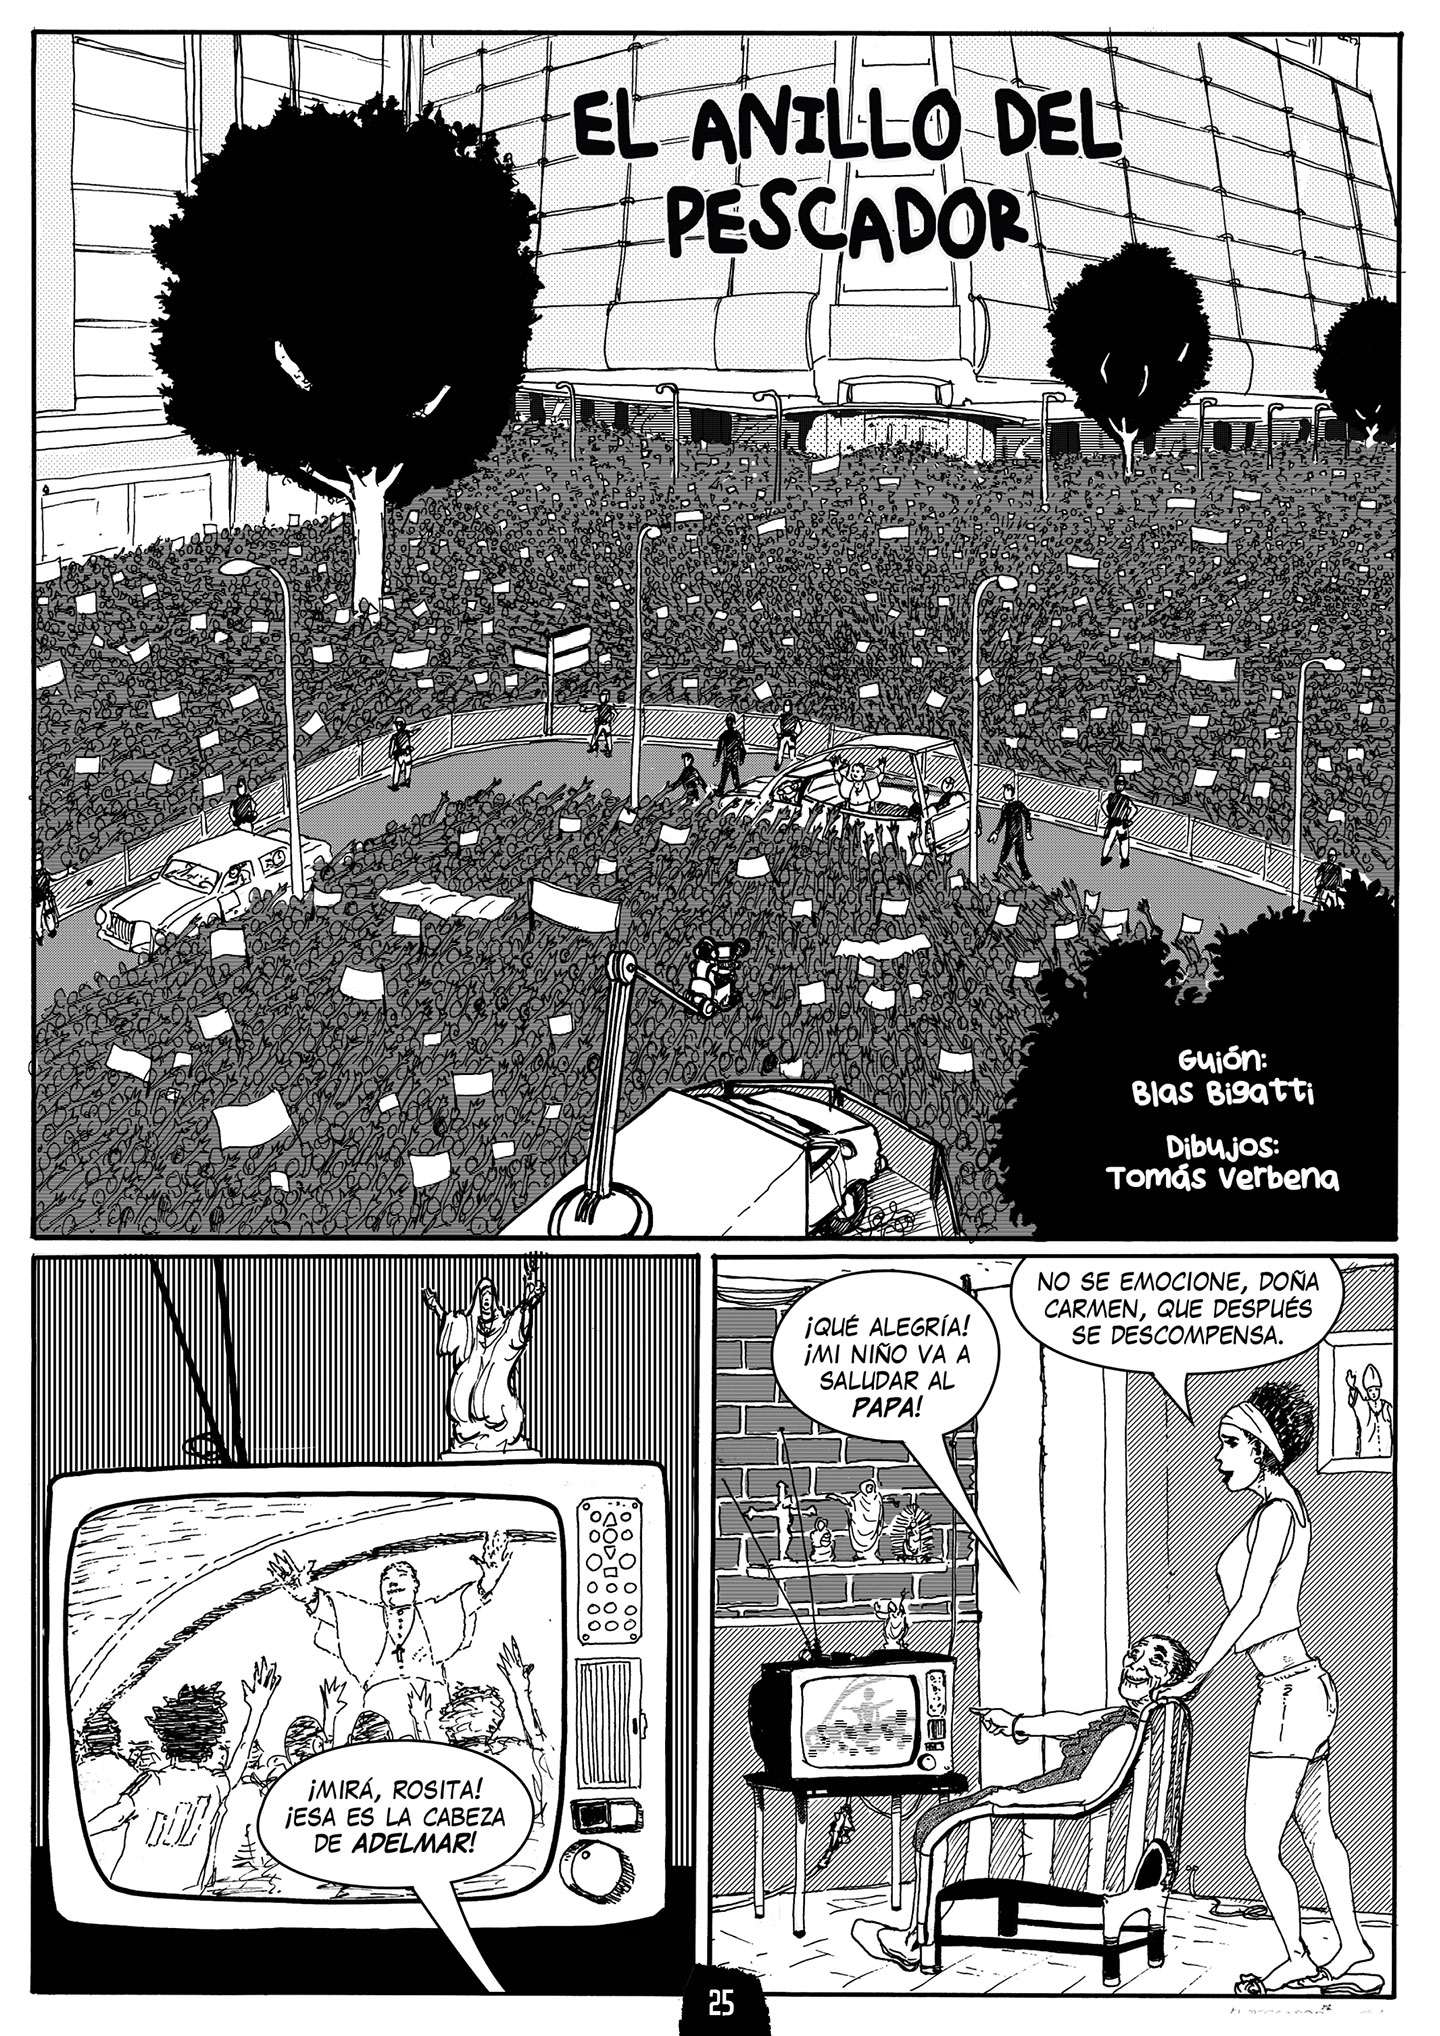 EL ANILLO DEL
PESCADOR
Guión:
Blas Bigatti
Dibujos:
Tomás Verbena
¡MIRÁ, ROSITA!
¡ESA ES LA CABEZA
DE ADELMAR!
¡QUÉ ALEGRÍA!
¡MI NIÑO VA A
SALUDAR AL
PAPA!
NO SE EMOCIONE, DOÑA
CARMEN, QUE DESPUÉS
SE DESCOMPENSA.
25